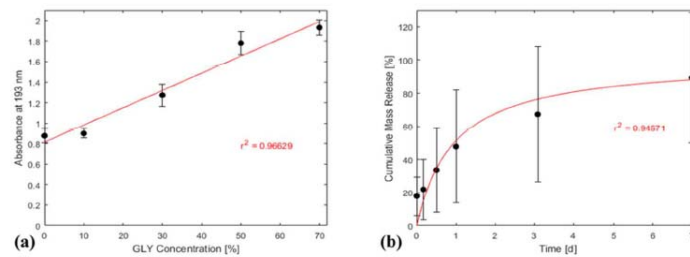 2
1.8
1.6
1.4
1.2
1
0.8
0.6
0.4
0.2
0
0 10 20 30 40 50 60 70
Absorbance at 193 nm
GLY Concentration [%]
r² = 0.96629
(a)
120
100
80
60
40
20
0
0 1 2 3 4 5 6 7
Cumulative Mass Release [%]
Time [d]
r² = 0.94571
(b)